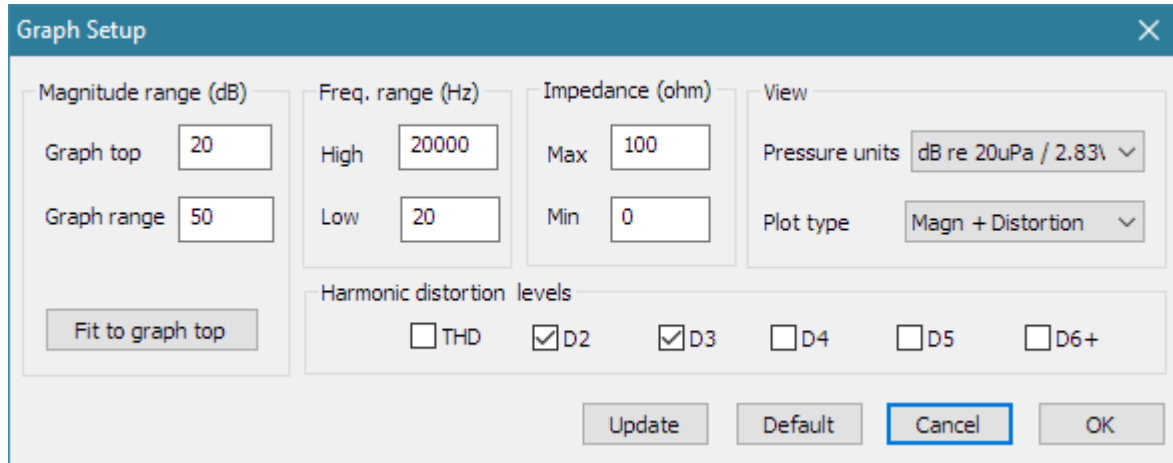 Graph Setup
Magnitude range (dB)
Graph top 20
Graph range 50
Fit to graph top
Freq. range (Hz)
High 20000
Low 20
Impedance (ohm)
Max 100
Min 0
View
Pressure units dB re 20uPa / 2.83\
Plot type Magn + Distortion
Harmonic distortion levels
THD D2 D3 D4 D5 D6+
Update Default Cancel OK